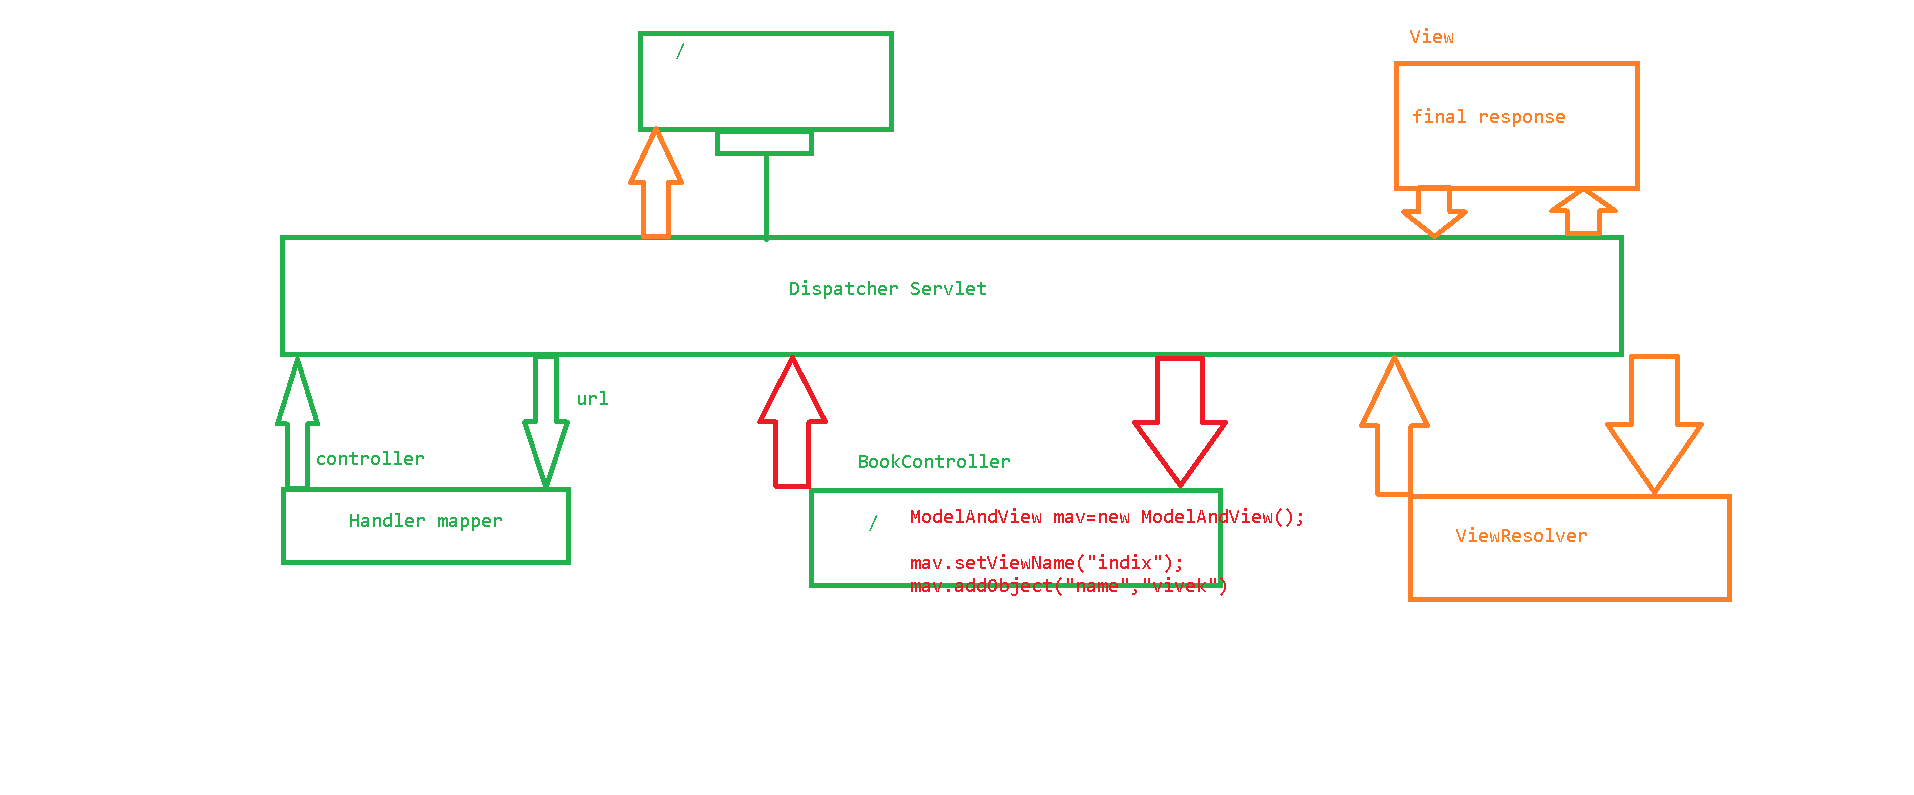 /
View
final response
Dispatcher Servlet
url
controller
BookController
Handler mapper
/
ModelAndView mav=new ModelAndView();
mav.setViewName("indix");
mav.addObject("name","vivek")
ViewResolver